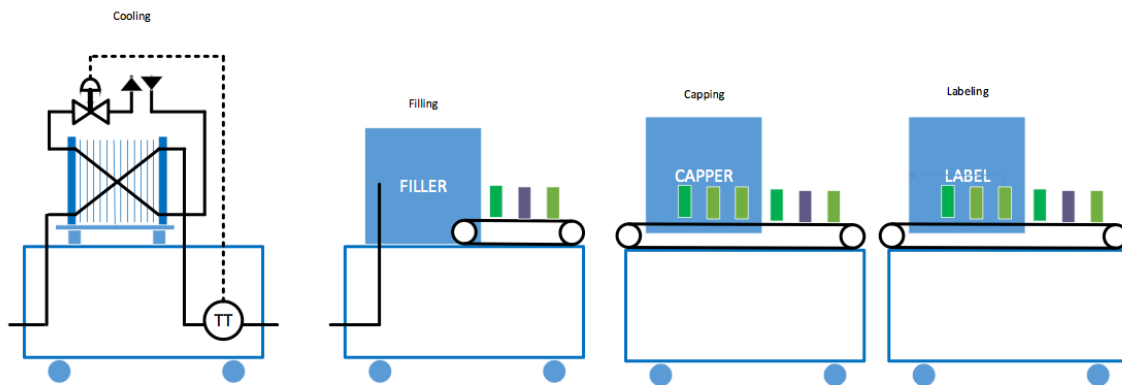 Cooling
Filling
Capping
Labeling
FILLER
CAPPER
LABEL
TT